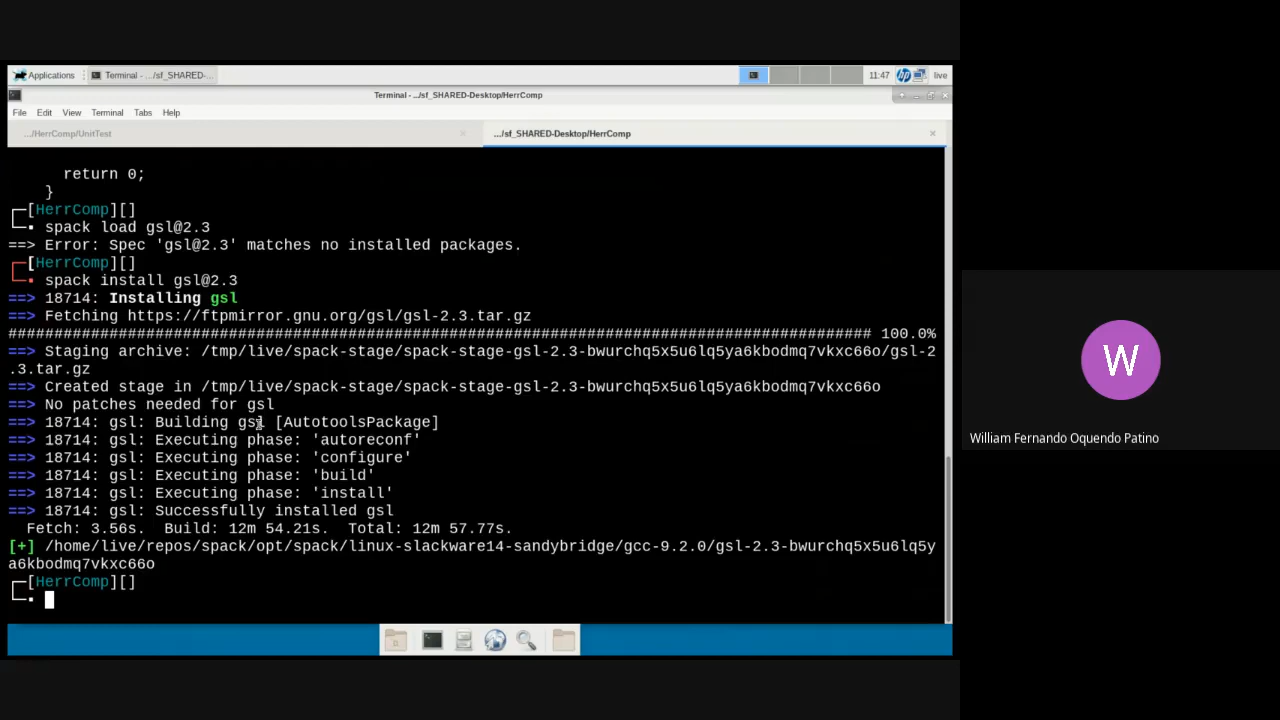 Applications
Terminal - .../sf_SHARED-...
11:47
live
Terminal - .../sf_SHARED-Desktop/HerrComp
File Edit View Terminal Tabs Help
.../HerrComp/UnitTest
.../sf_SHARED-Desktop/HerrComp
return 0;
}
[HerrComp][]
spack load gsl@2.3
==> Error: Spec 'gsl@2.3' matches no installed packages.
[HerrComp][]
spack install gsl@2.3
==> 18714: Installing gsl
==> Fetching https://ftpmirror.gnu.org/gsl/gsl-2.3.tar.gz
############################################################################################## 100.0%
==> Staging archive: /tmp/live/spack-stage/spack-stage-gsl-2.3-bwurchq5x5u6lq5ya6kbodmq7vkxc66o/gsl-2
.3.tar.gz
==> Created stage in /tmp/live/spack-stage/spack-stage-gsl-2.3-bwurchq5x5u6lq5ya6kbodmq7vkxc66o
==> No patches needed for gsl
==> 18714: gsl: Building gsl [AutotoolsPackage]
==> 18714: gsl: Executing phase: 'autoreconf'
==> 18714: gsl: Executing phase: 'configure'
==> 18714: gsl: Executing phase: 'build'
==> 18714: gsl: Executing phase: 'install'
==> 18714: gsl: Successfully installed gsl
Fetch: 3.56s. Build: 12m 54.21s. Total: 12m 57.77s.
[+] /home/live/repos/spack/opt/spack/linux-slackware14-sandybridge/gcc-9.2.0/gsl-2.3-bwurchq5x5u6lq5y
a6kbodmq7vkxc66o
[HerrComp][]
W
William Fernando Oquendo Patino